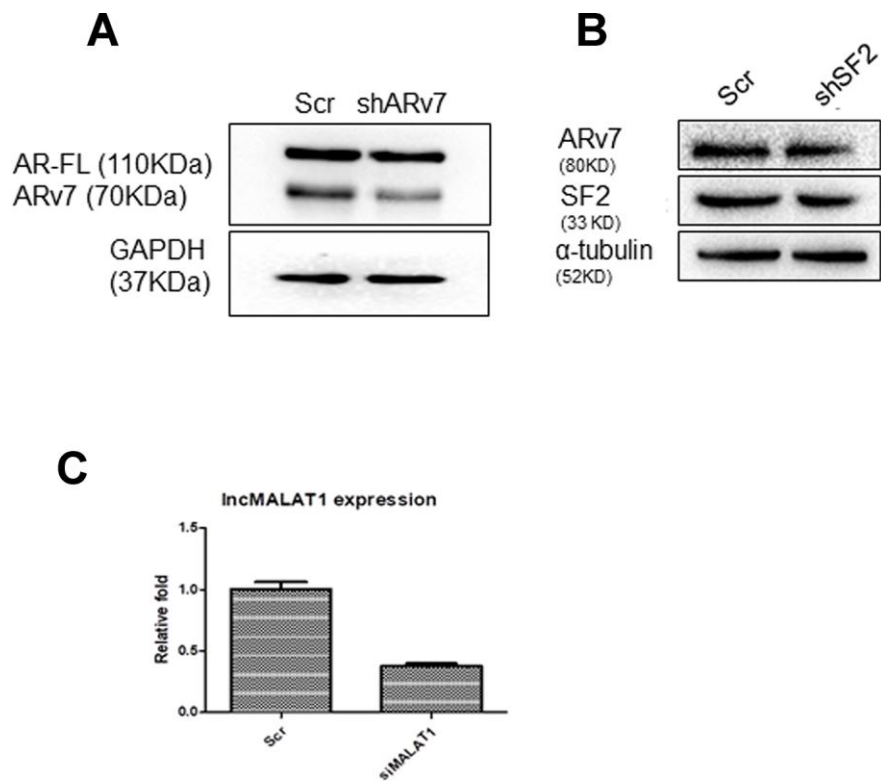 A
Scr shARv7
AR-FL (110KDa)
ARv7 (70KDa)
GAPDH
(37KDa)
B
Scr shSF2
ARv7
(80KD)
SF2
(33 KD)
α-tubulin
(52KD)
C
lncMALAT1 expression
Relative fold
1.5
1.0
0.5
0.0
Scr
siMALAT1